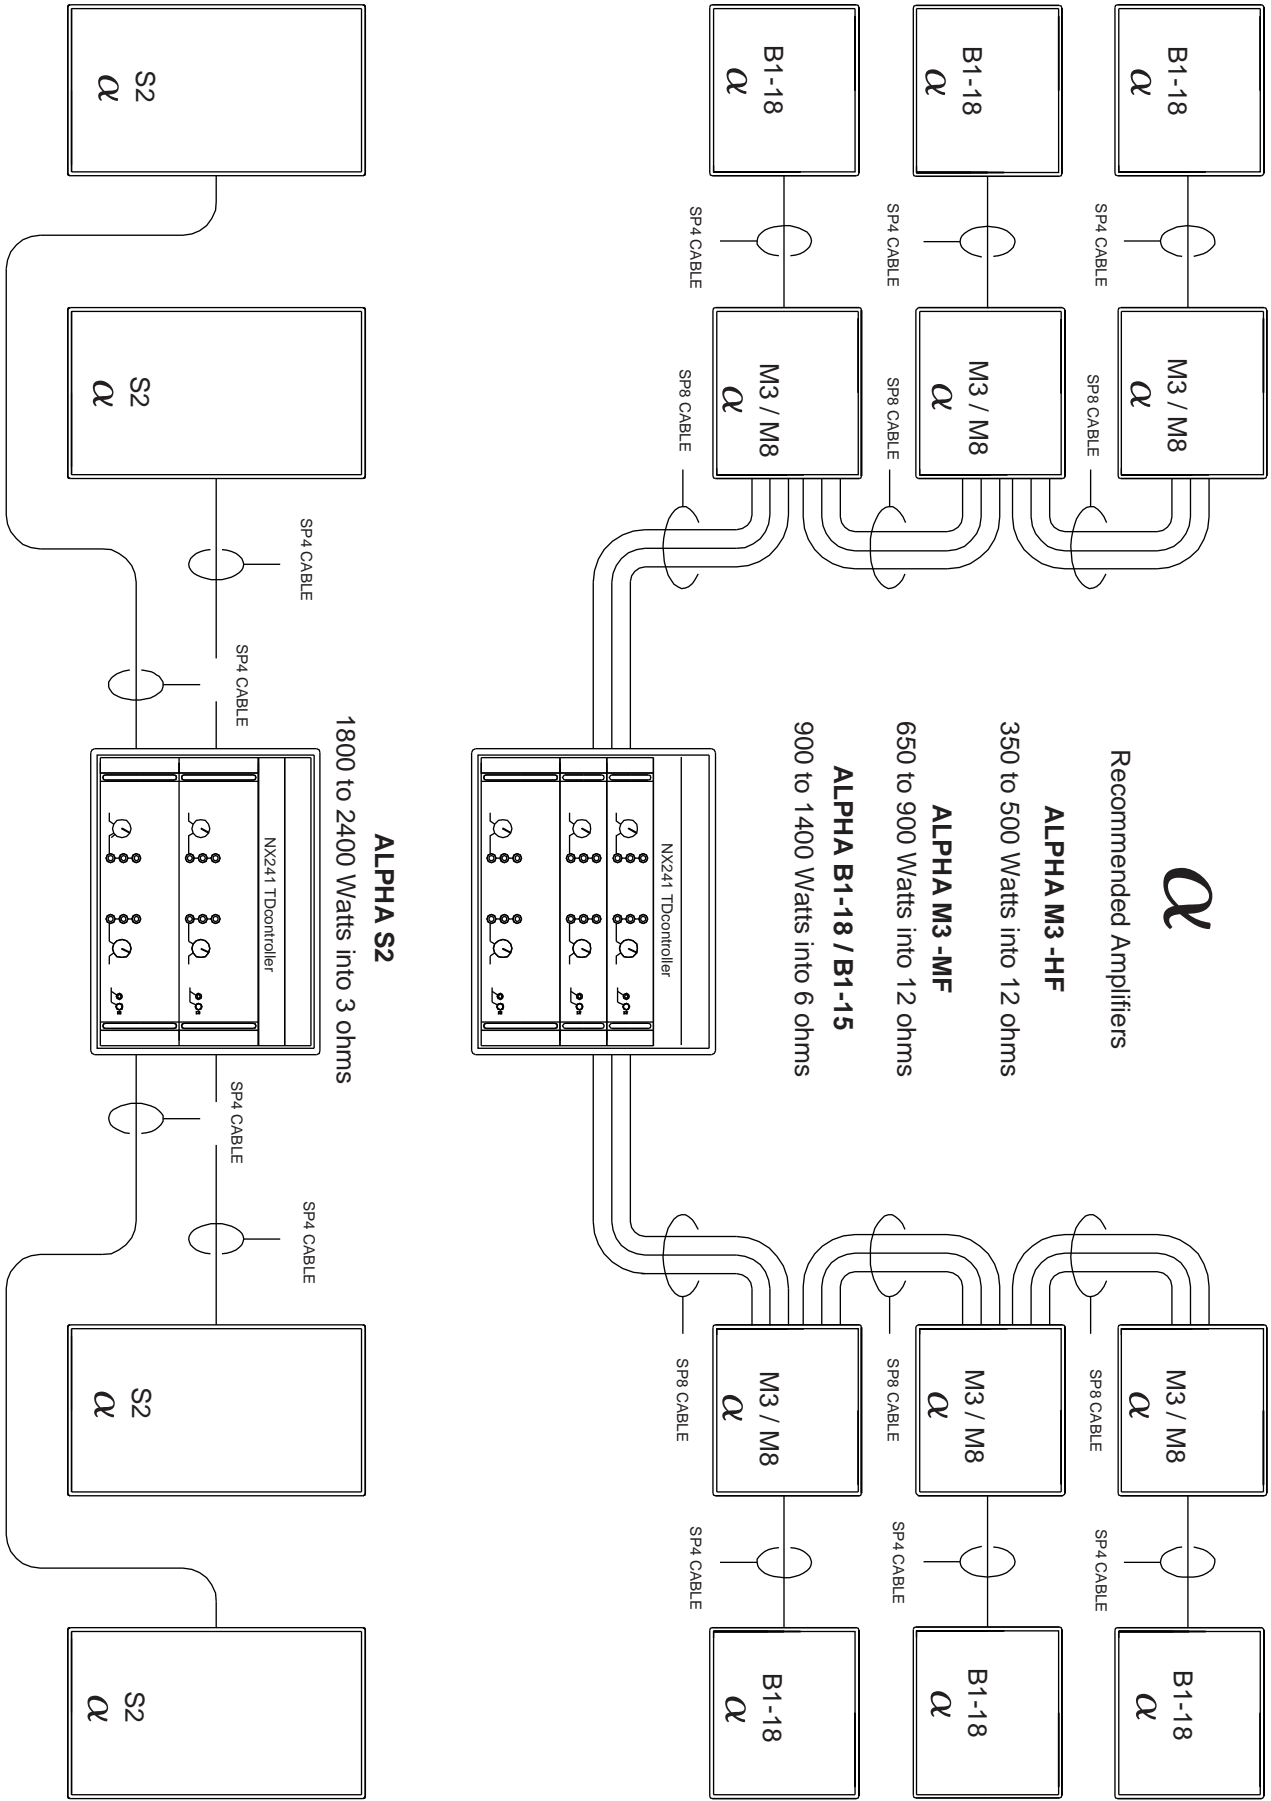 B1-18
α
M3 / M8
α
α
M3 / M8
α
B1-18
α
Recommended Amplifiers
SP4 CABLE
SP8 CABLE
SP8 CABLE
SP4 CABLE
ALPHA M3 -HF
350 to 500 Watts into 12 ohms
B1-18
α
M3 / M8
α
M3 / M8
α
B1-18
α
ALPHA M3 -MF
650 to 900 Watts into 12 ohms
SP4 CABLE
SP8 CABLE
SP8 CABLE
SP4 CABLE
ALPHA B1-18 / B1-15
900 to 1400 Watts into 6 ohms
B1-18
α
M3 / M8
α
M3 / M8
α
B1-18
α
SP4 CABLE
SP8 CABLE
SP8 CABLE
SP4 CABLE
NX241 TDcontroller
ALPHA S2
1800 to 2400 Watts into 3 ohms
SP4 CABLE
SP4 CABLE
SP4 CABLE
SP4 CABLE
NX241 TDcontroller
S2
α
S2
α
S2
α
S2
α